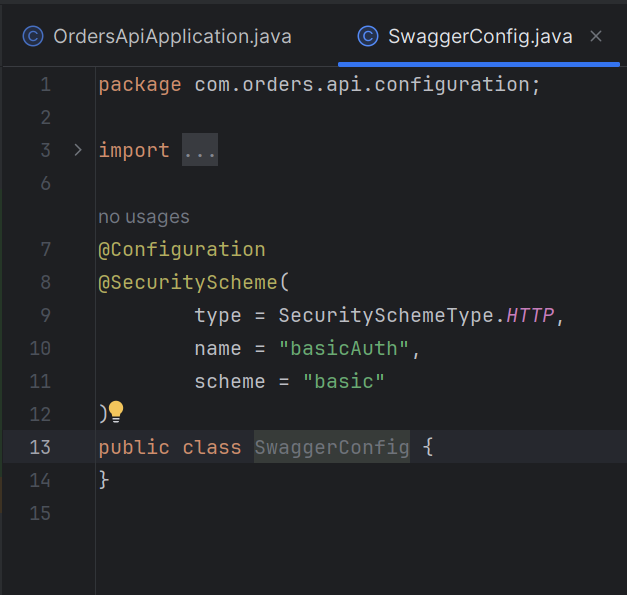 OrdersApiApplication.java SwaggerConfig.java
1 package com.orders.api.configuration;
2
3 import ...
6
no usages
7 @Configuration
8 @SecurityScheme(
9 type = SecuritySchemeType.HTTP,
10 name = "basicAuth",
11 scheme = "basic"
12 )
13 public class SwaggerConfig {
14 }
15